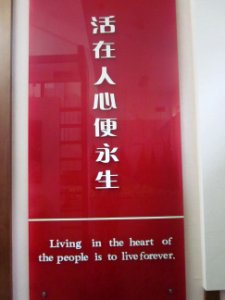 活在人心便永生
Living in the heart of
the people is to live forever.